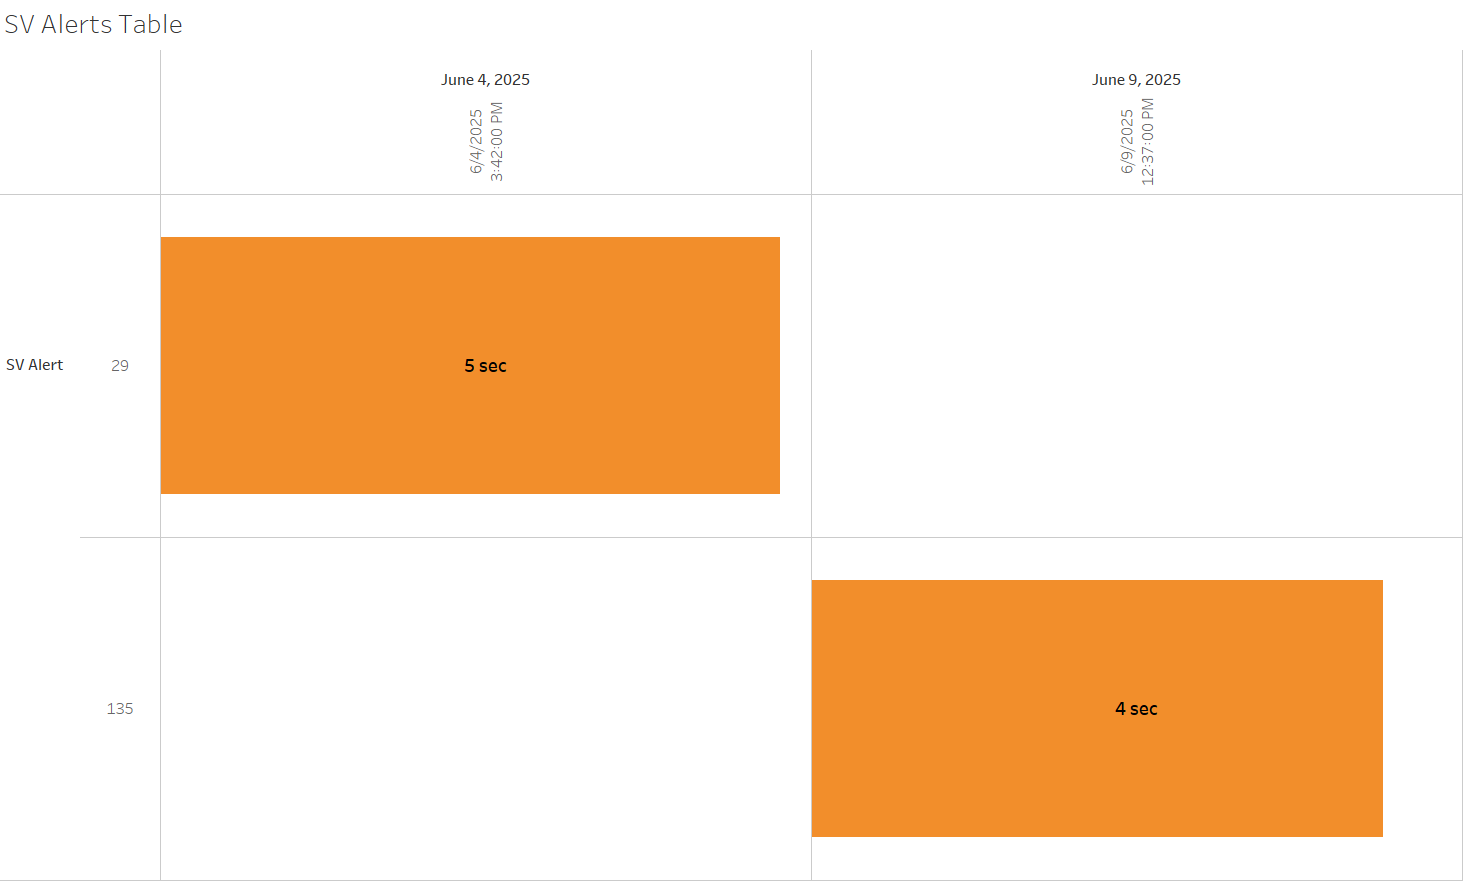 SV Alerts Table
June 4, 2025
June 9, 2025
6/4/2025
3:42:00 PM
6/9/2025
12:37:00 PM
SV Alert
29
5 sec
135
4 sec